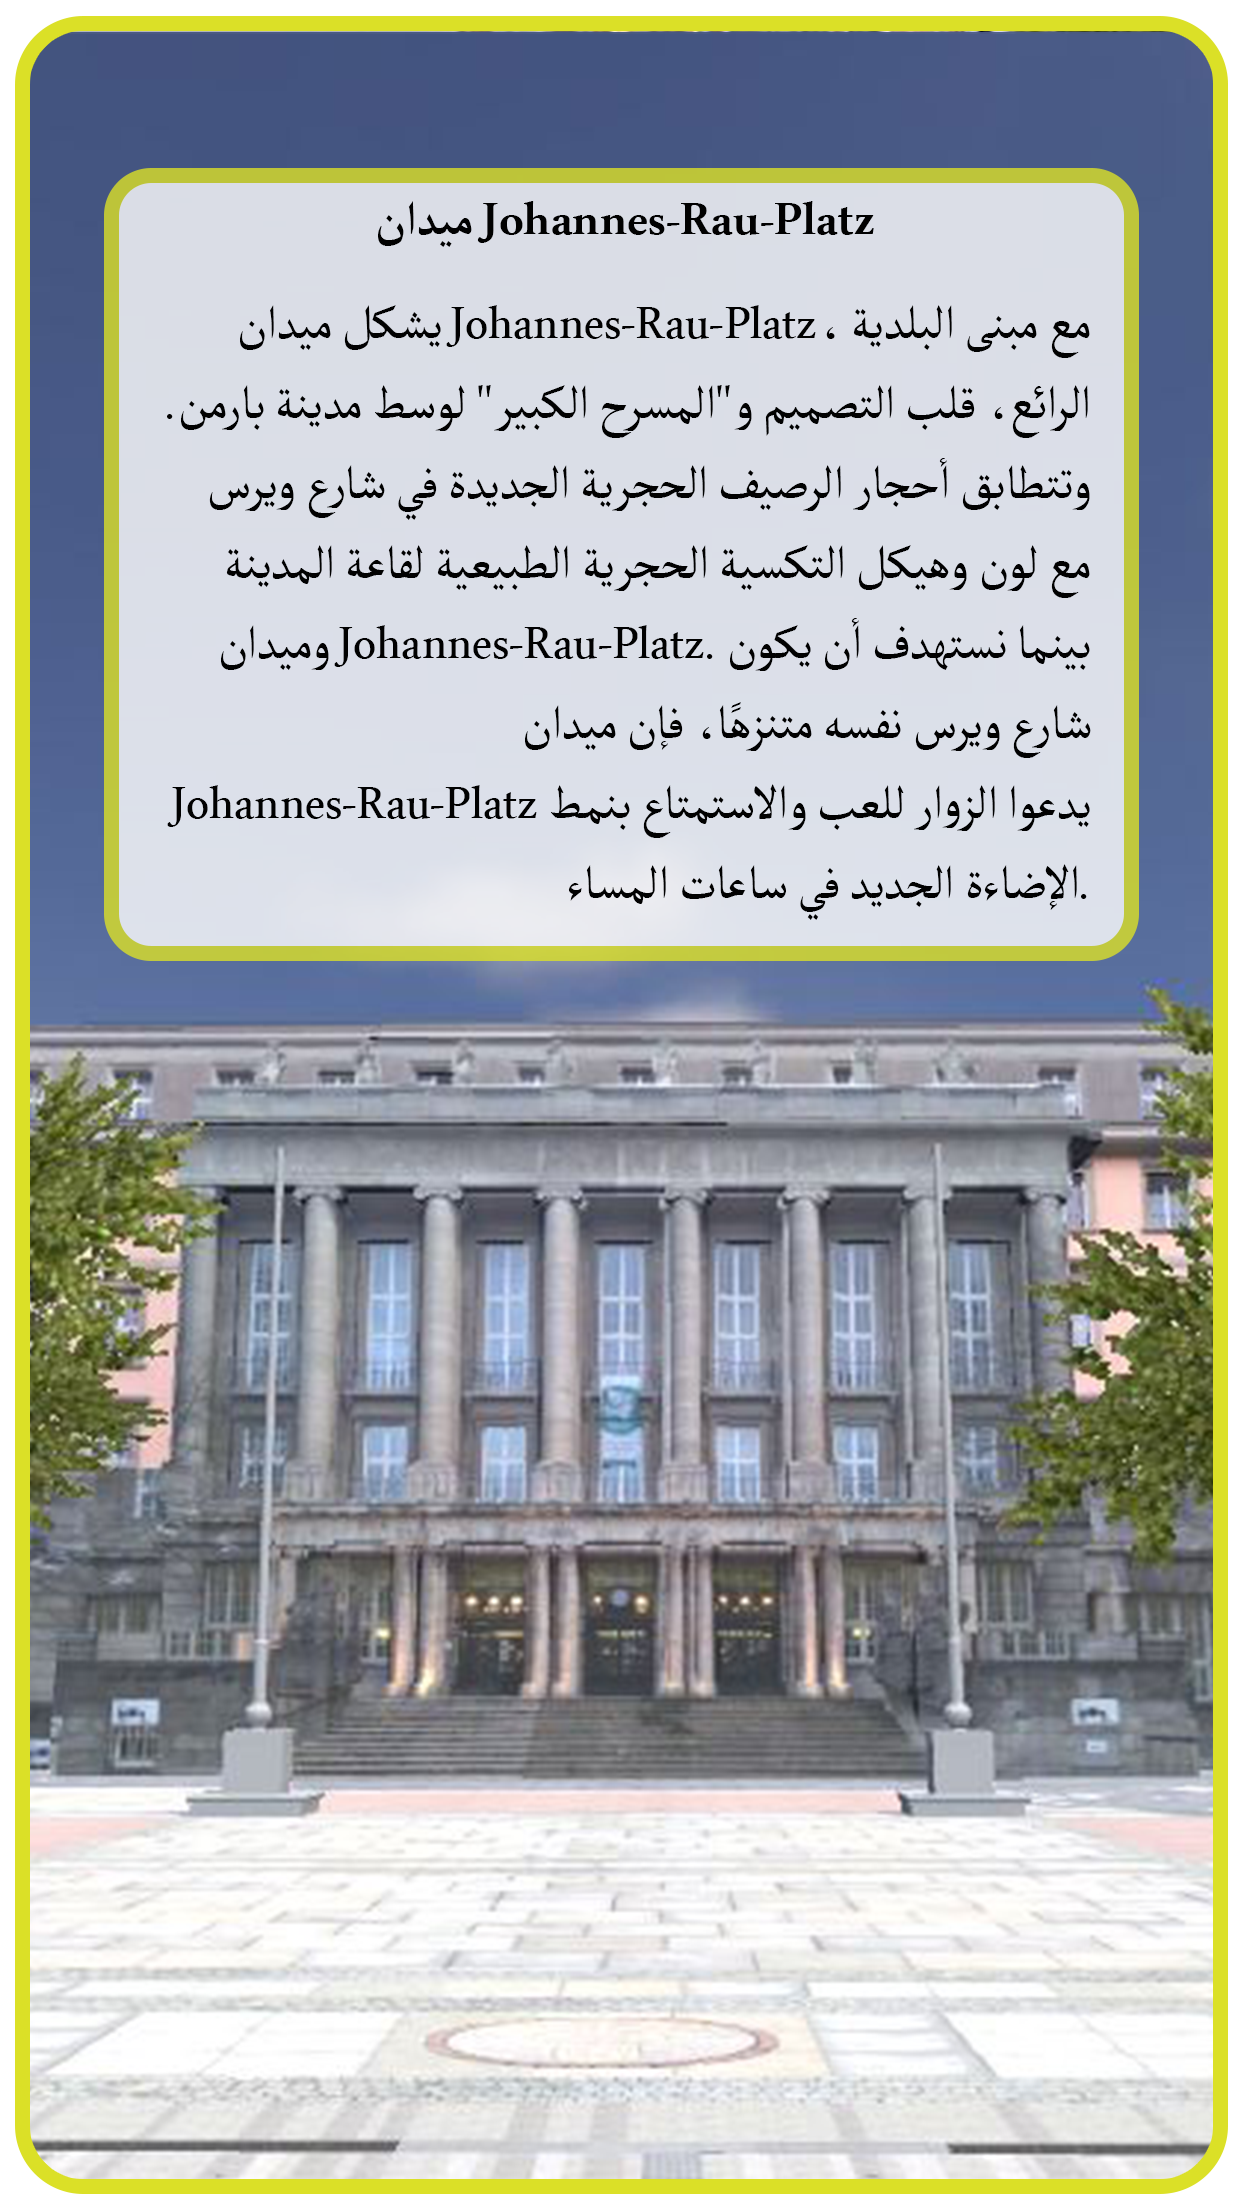 ميدان Johannes-Rau-Platz
يشكل ميدان Johannes-Rau-Platz، مع مبنى البلدية
الرائع، قلب التصميم و"المسرح الكبير" لوسط مدينة بارمن.
وتتطابق أحجار الرصيف الحجرية الجديدة في شارع ويرس
مع لون وهيكل التكسية الحجرية الطبيعية لقاعة المدينة
وميدان Johannes-Rau-Platz. بينما نستهدف أن يكون
شارع ويرس نفسه متنزهًا، فإن ميدان
Johannes-Rau-Platz يدعوا الزوار للعب والاستمتاع بنمط
الإضاءة الجديد في ساعات المساء.